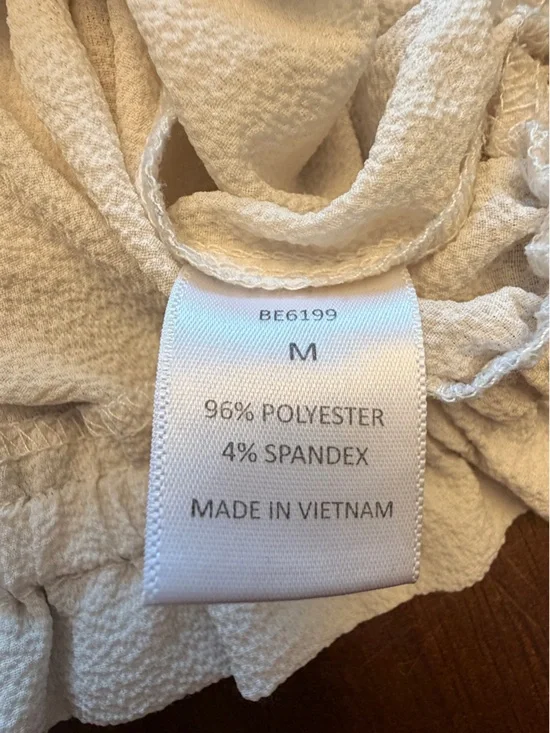 BE6199
M
96% POLYESTER
4% SPANDEX
MADE IN VIETNAM